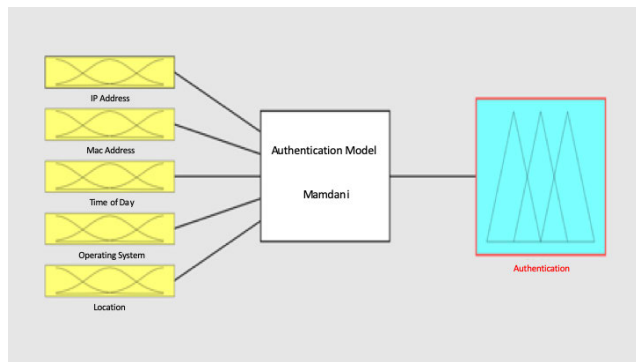 IP Address
Mac Address
Time of Day
Operating System
Location
Authentication Model
Mamdani
Authentication